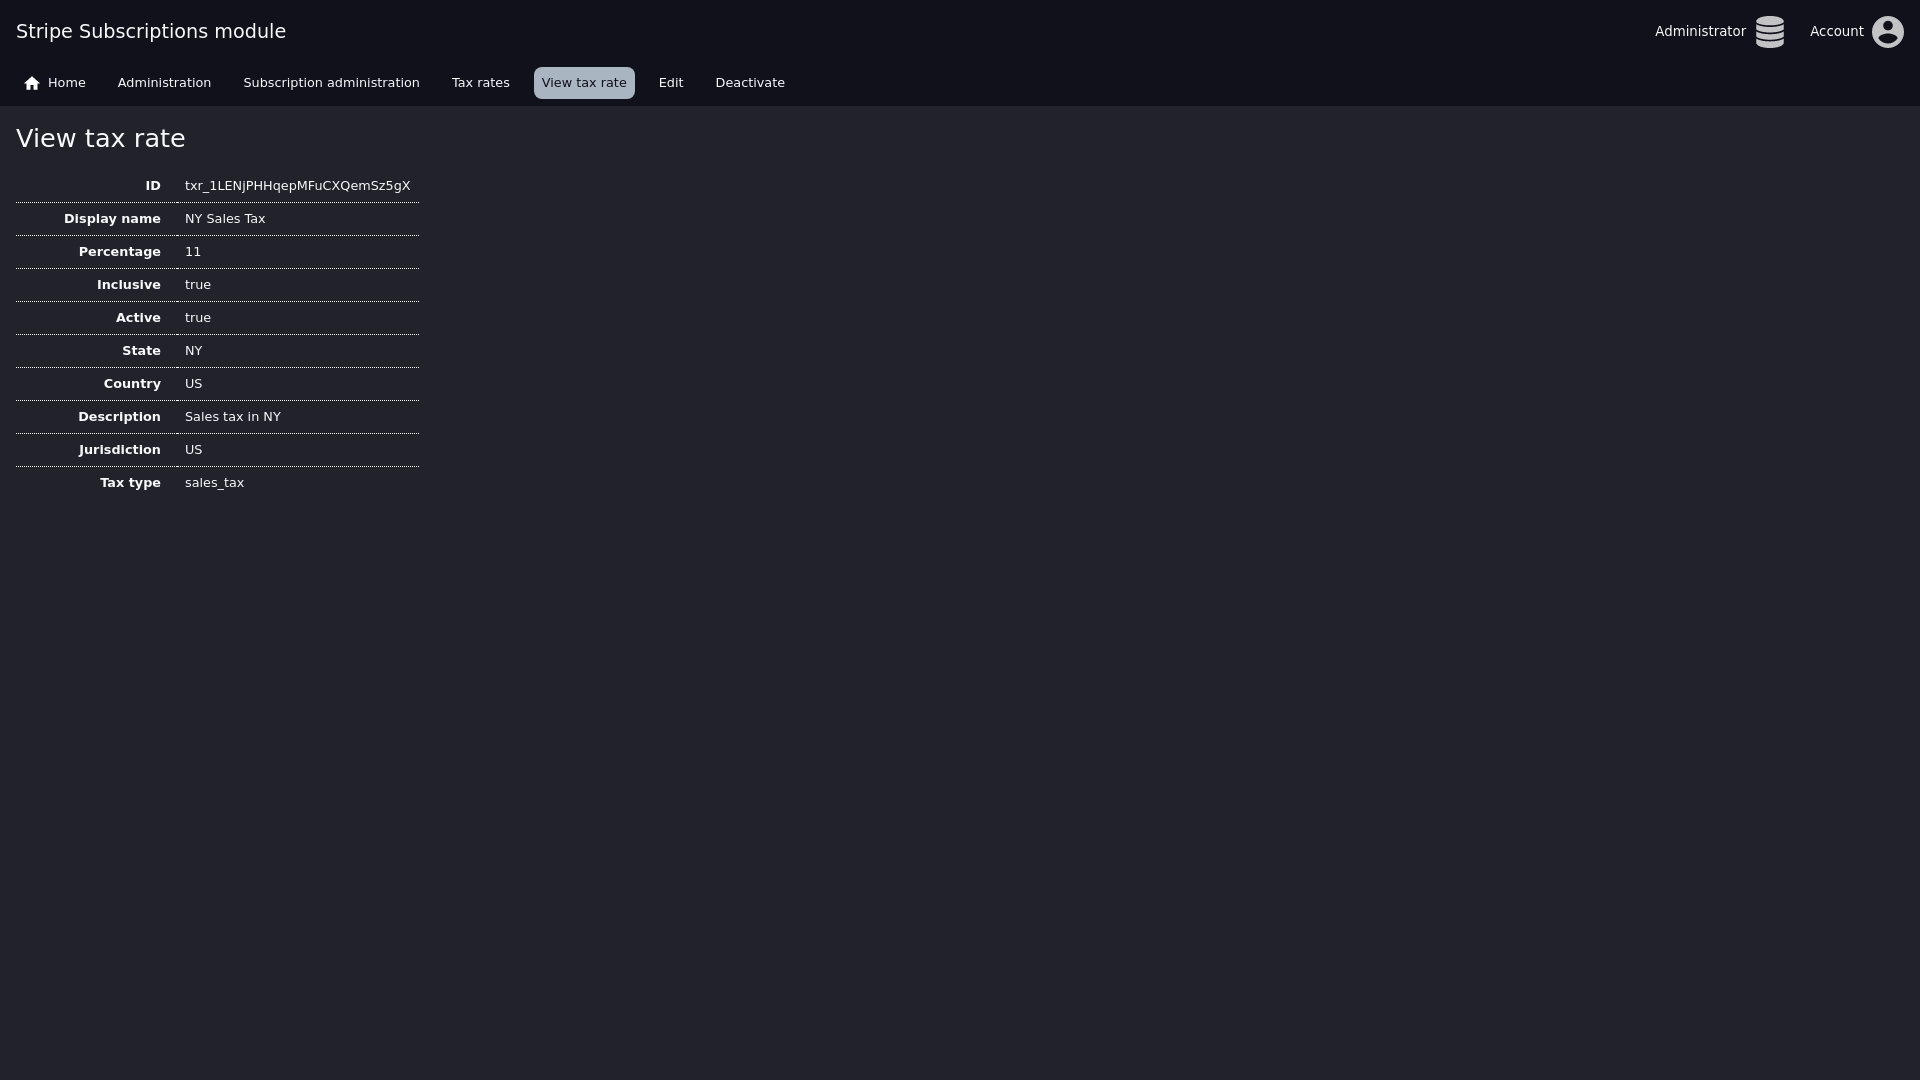 Stripe Subscriptions module
Administrator
Account
Home
Administration
Subscription administration
Tax rates
View tax rate
Edit
Deactivate
View tax rate
ID txr_1LENjPHHqepMFuCXQemSz5gX
Display name NY Sales Tax
Percentage 11
Inclusive true
Active true
State NY
Country US
Description Sales tax in NY
Jurisdiction US
Tax type sales_tax